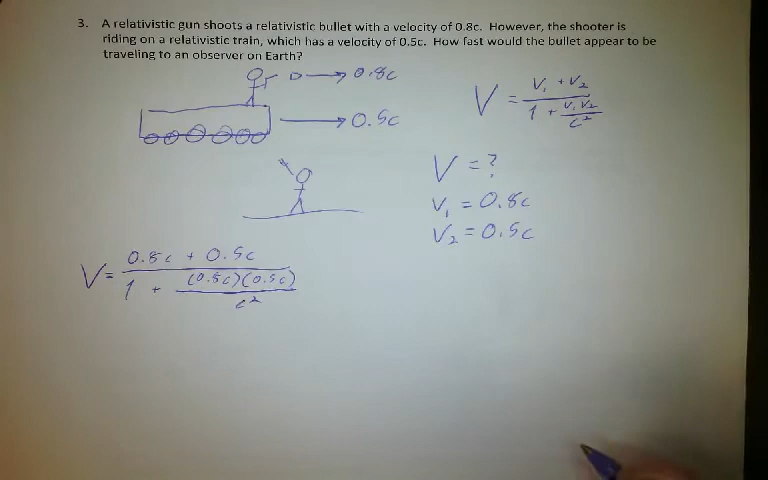 3. A relativistic gun shoots a relativistic bullet with a velocity of 0.8c. However, the shooter is
riding on a relativistic train, which has a velocity of 0.5c. How fast would the bullet appear to be
traveling to an observer on Earth?
0.8c
0.5c
V = V₁ + V₂
1 + V₁V₂
c²
V = ?
V₁ = 0.8c
V₂ = 0.5c
V = 0.8c + 0.5c
1 + (0.8c)(0.5c)
c²